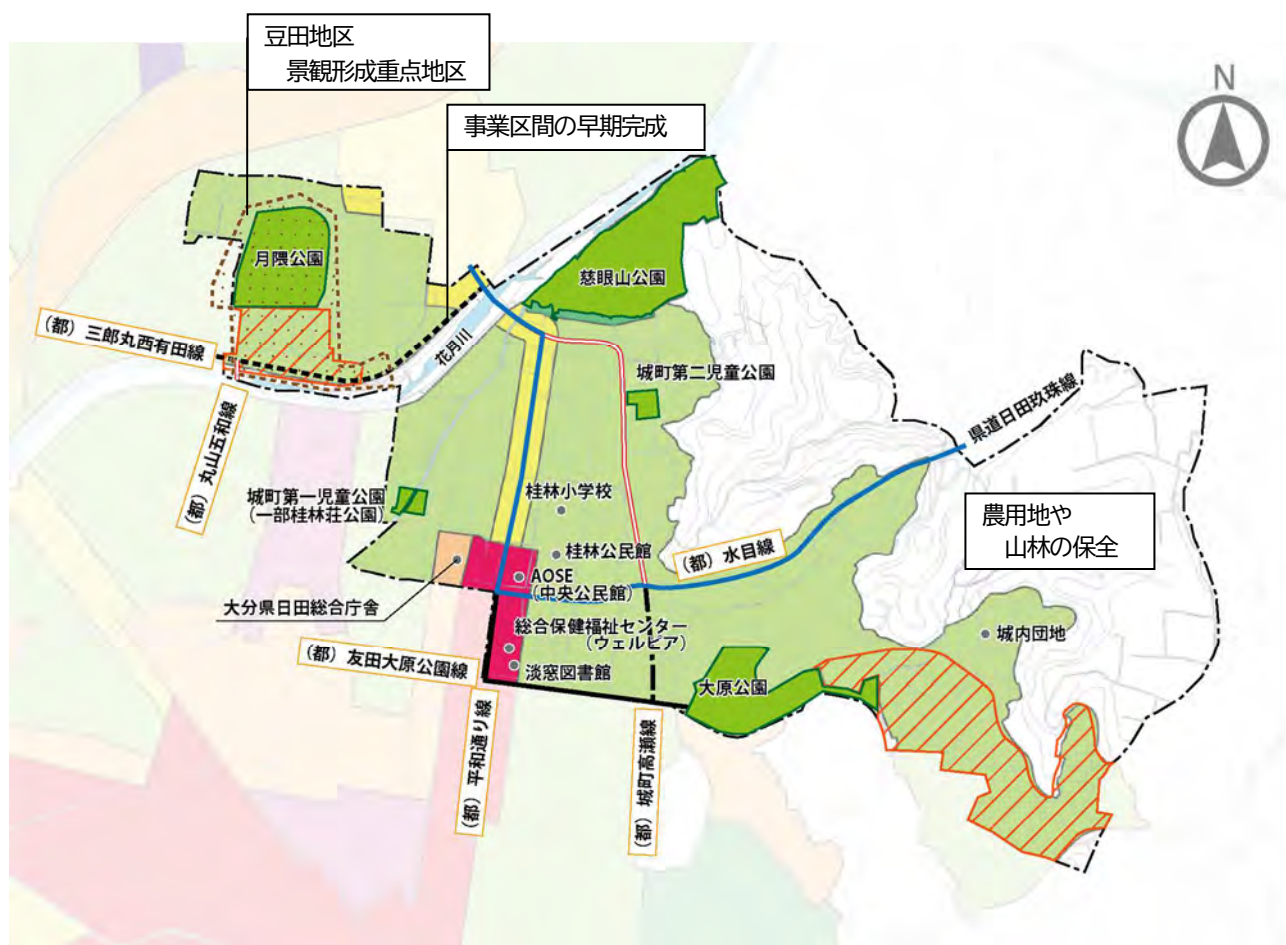 豆田地区
景観形成重点地区
事業区間の早期完成
N
月隈公園
慈眼山公園
(都)三郎丸西有田線
花月川
城町第二児童公園
(都)丸山五和線
県道日田玖珠線
城町第一児童公園
(一部桂林荘公園)
桂林小学校
農用地や
山林の保全
桂林公民館
(都)水目線
AOSE
(中央公民館)
大分県日田総合庁舎
総合保健福祉センター
(ウェルピア)
城内団地
(都)友田大原公園線
淡窓図書館
大原公園
(都)平和通り線
(都)城町高瀬線